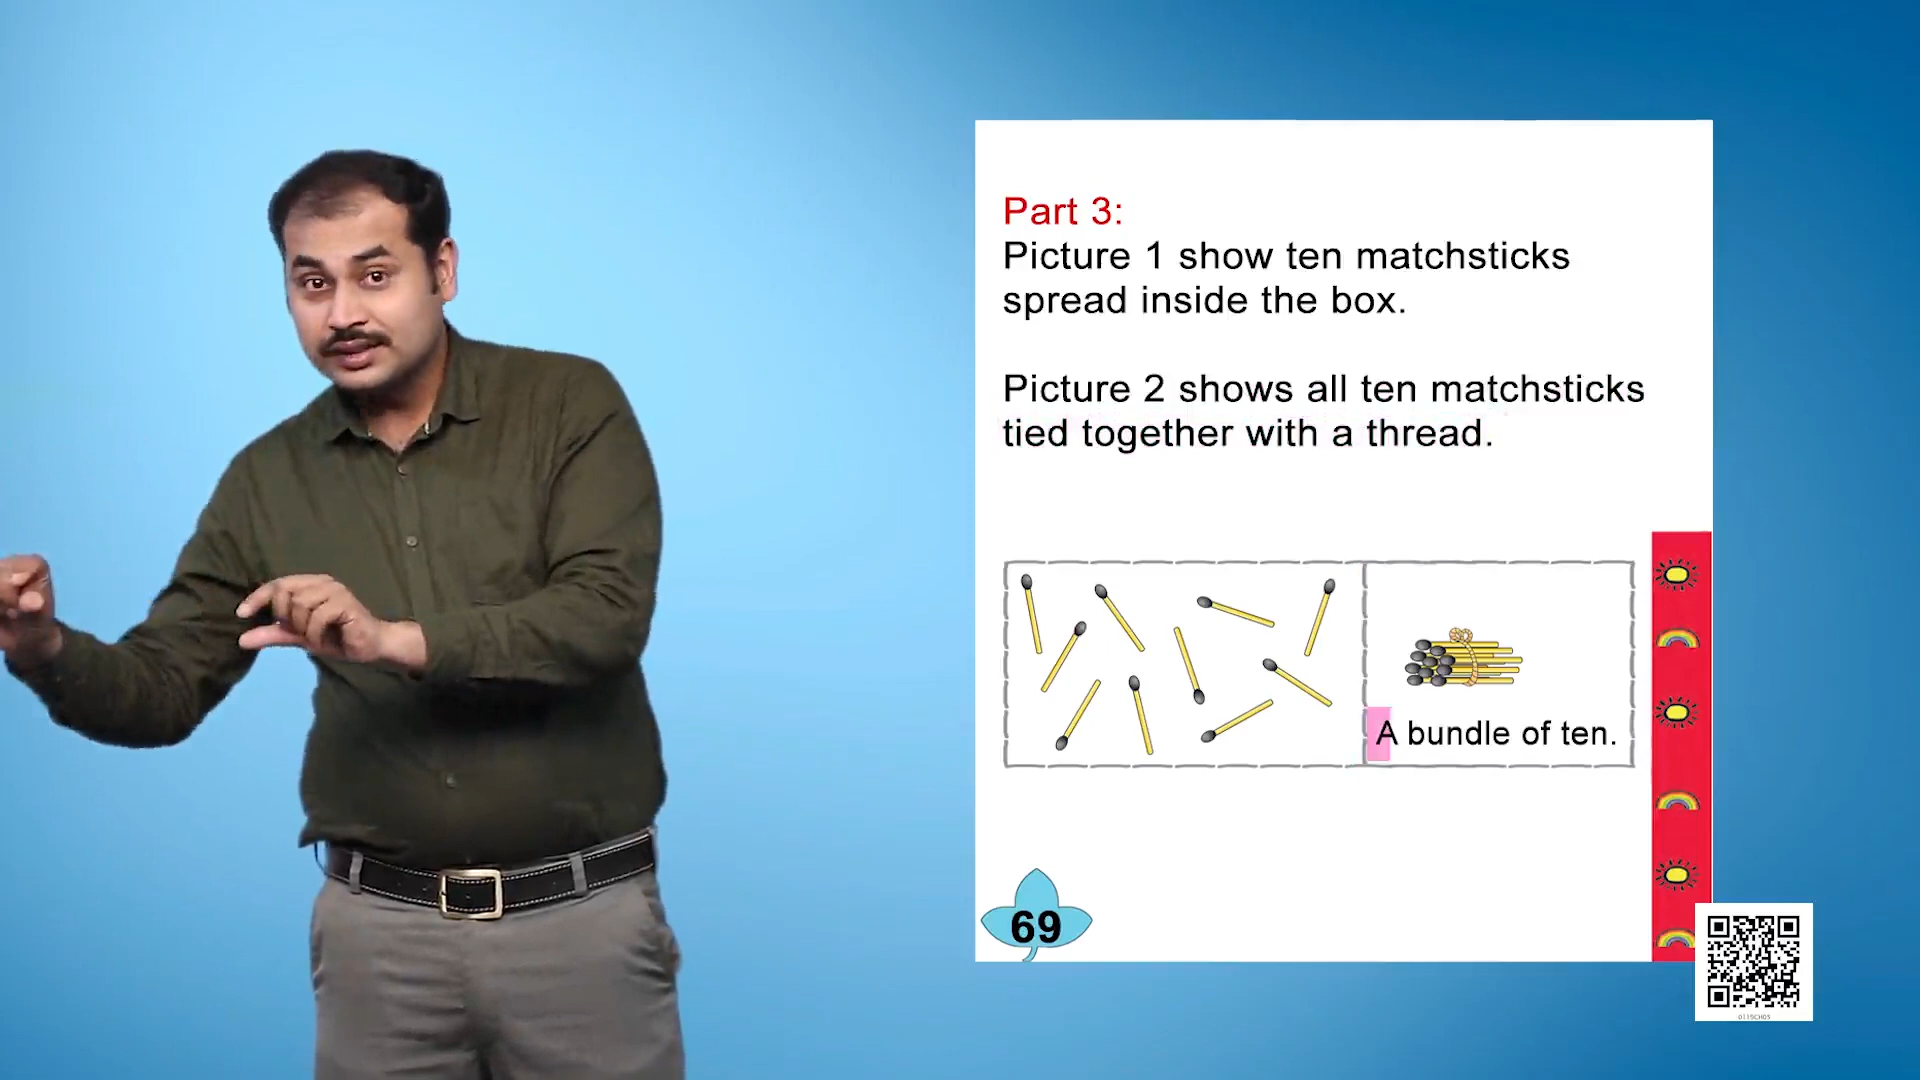 Part 3:
Picture 1 show ten matchsticks
spread inside the box.
Picture 2 shows all ten matchsticks
tied together with a thread.
A bundle of ten.
69
0119CH05